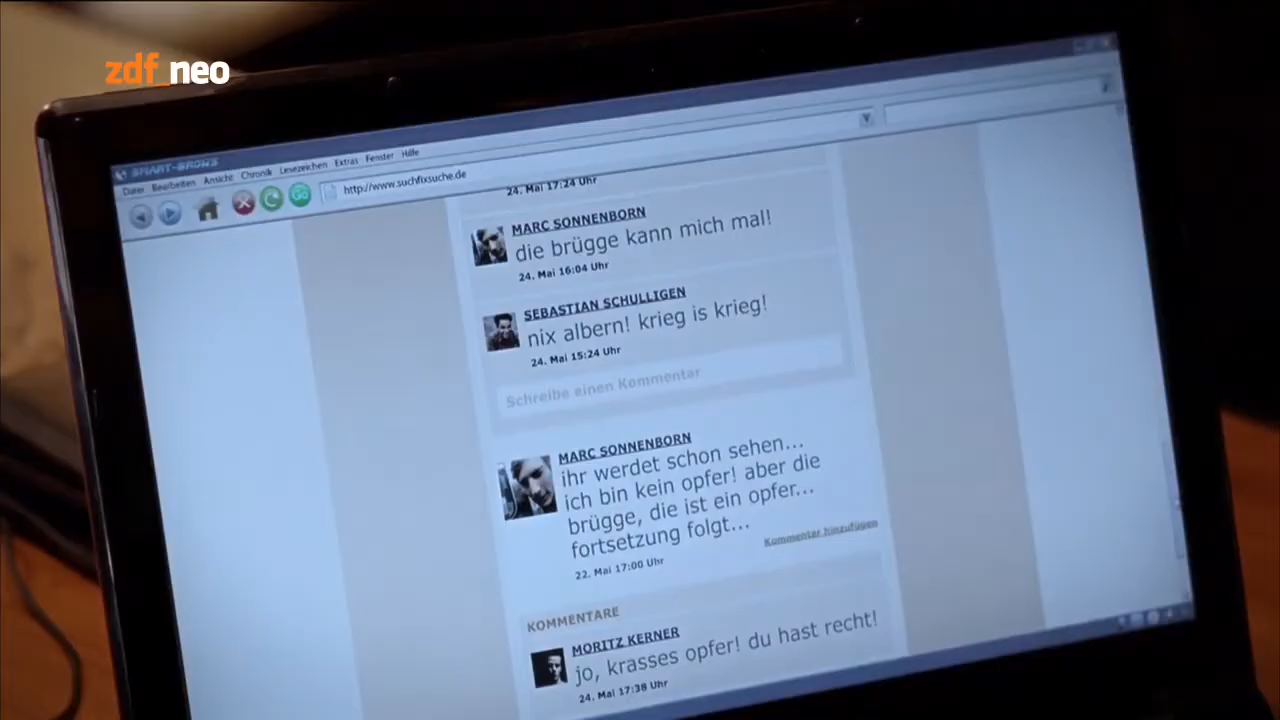 zdf_neo
SMART-BROWS
Datei Bearbeiten Ansicht Chronik Lesezeichen Extras Fenster Hilfe
Go
http://www.suchfixsuche.de
24. Mai 17:24 Uhr
MARC SONNENBORN
die brügge kann mich mal!
24. Mai 16:04 Uhr
SEBASTIAN SCHULLIGEN
nix albern! krieg is krieg!
24. Mai 15:24 Uhr
Schreibe einen Kommentar
MARC SONNENBORN
ihr werdet schon sehen...
ich bin kein opfer! aber die
brügge, die ist ein opfer...
fortsetzung folgt...
Kommentar hinzufügen
22. Mai 17:00 Uhr
KOMMENTARE
MORITZ KERNER
jo, krasses opfer! du hast recht!
24. Mai 17:38 Uhr